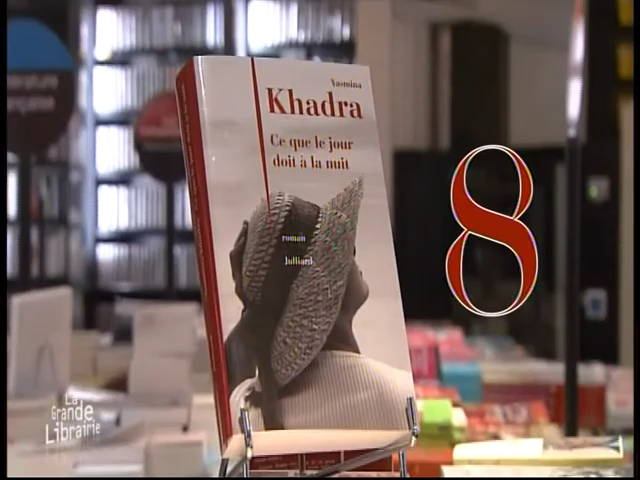 Yasmina
Khadra
Ce que le jour
doit à la nuit
roman
Julliard
8
La
Grande
Librairie